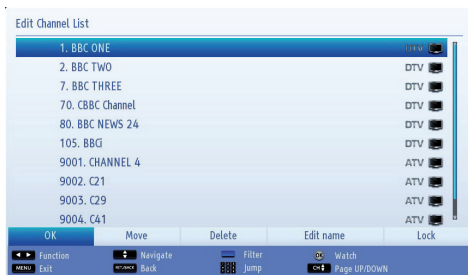 Edit Channel List
1. BBC ONE DTV
2. BBC TWO DTV
7. BBC THREE DTV
70. CBBC Channel DTV
80. BBC NEWS 24 DTV
105. BBCi DTV
9001. CHANNEL 4 ATV
9002. C21 ATV
9003. C29 ATV
9004. C41 ATV
OK Move Delete Edit name Lock
Function Navigate Filter OK Watch
MENU Exit RET./BACK Back Jump CH Page UP/DOWN